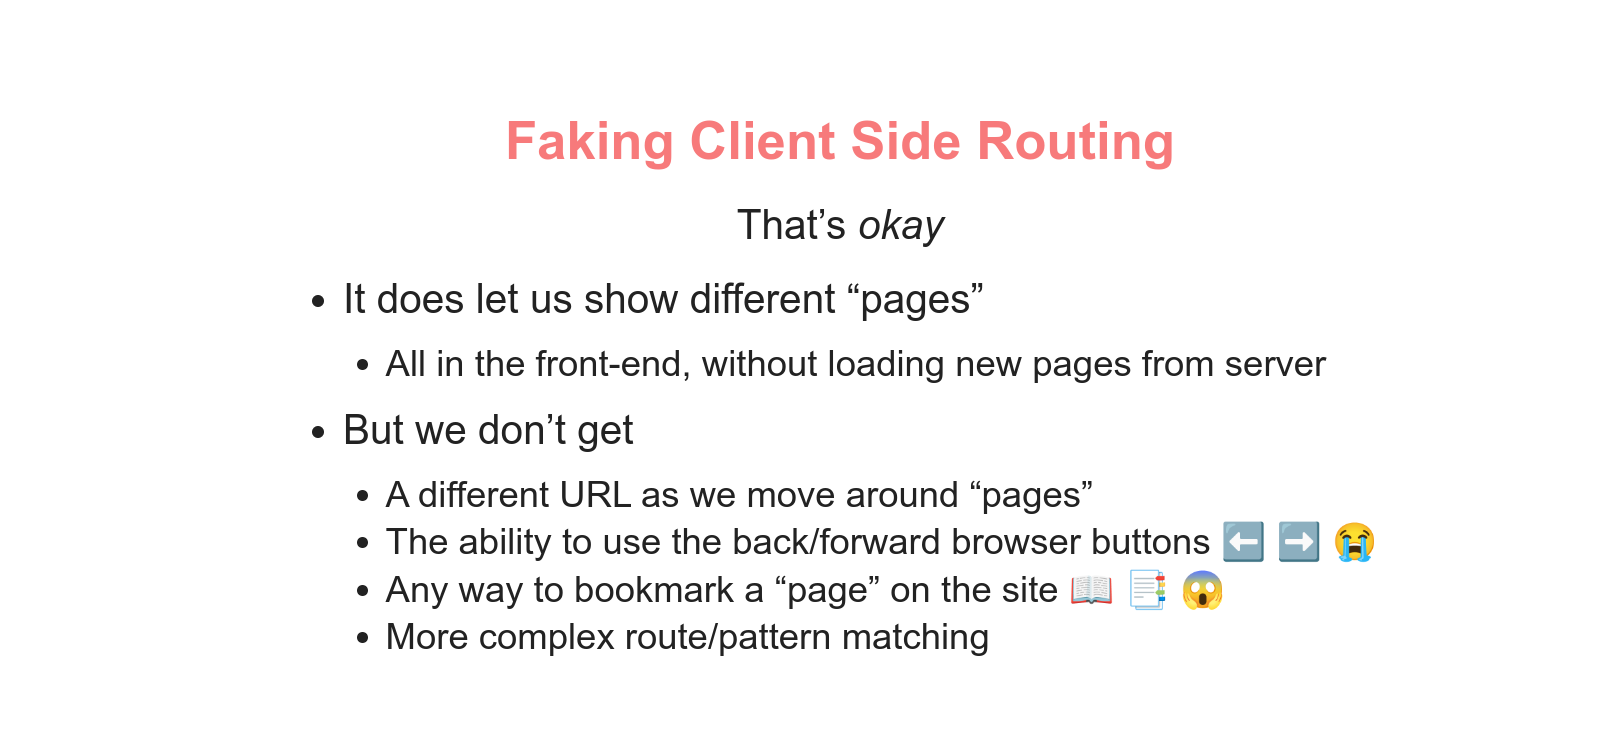 Faking Client Side Routing
That’s okay
• It does let us show different “pages”
• All in the front-end, without loading new pages from server
• But we don’t get
• A different URL as we move around “pages”
• The ability to use the back/forward browser buttons ⬅️ ➡️ 😭
• Any way to bookmark a “page” on the site 📖 📑 😱
• More complex route/pattern matching